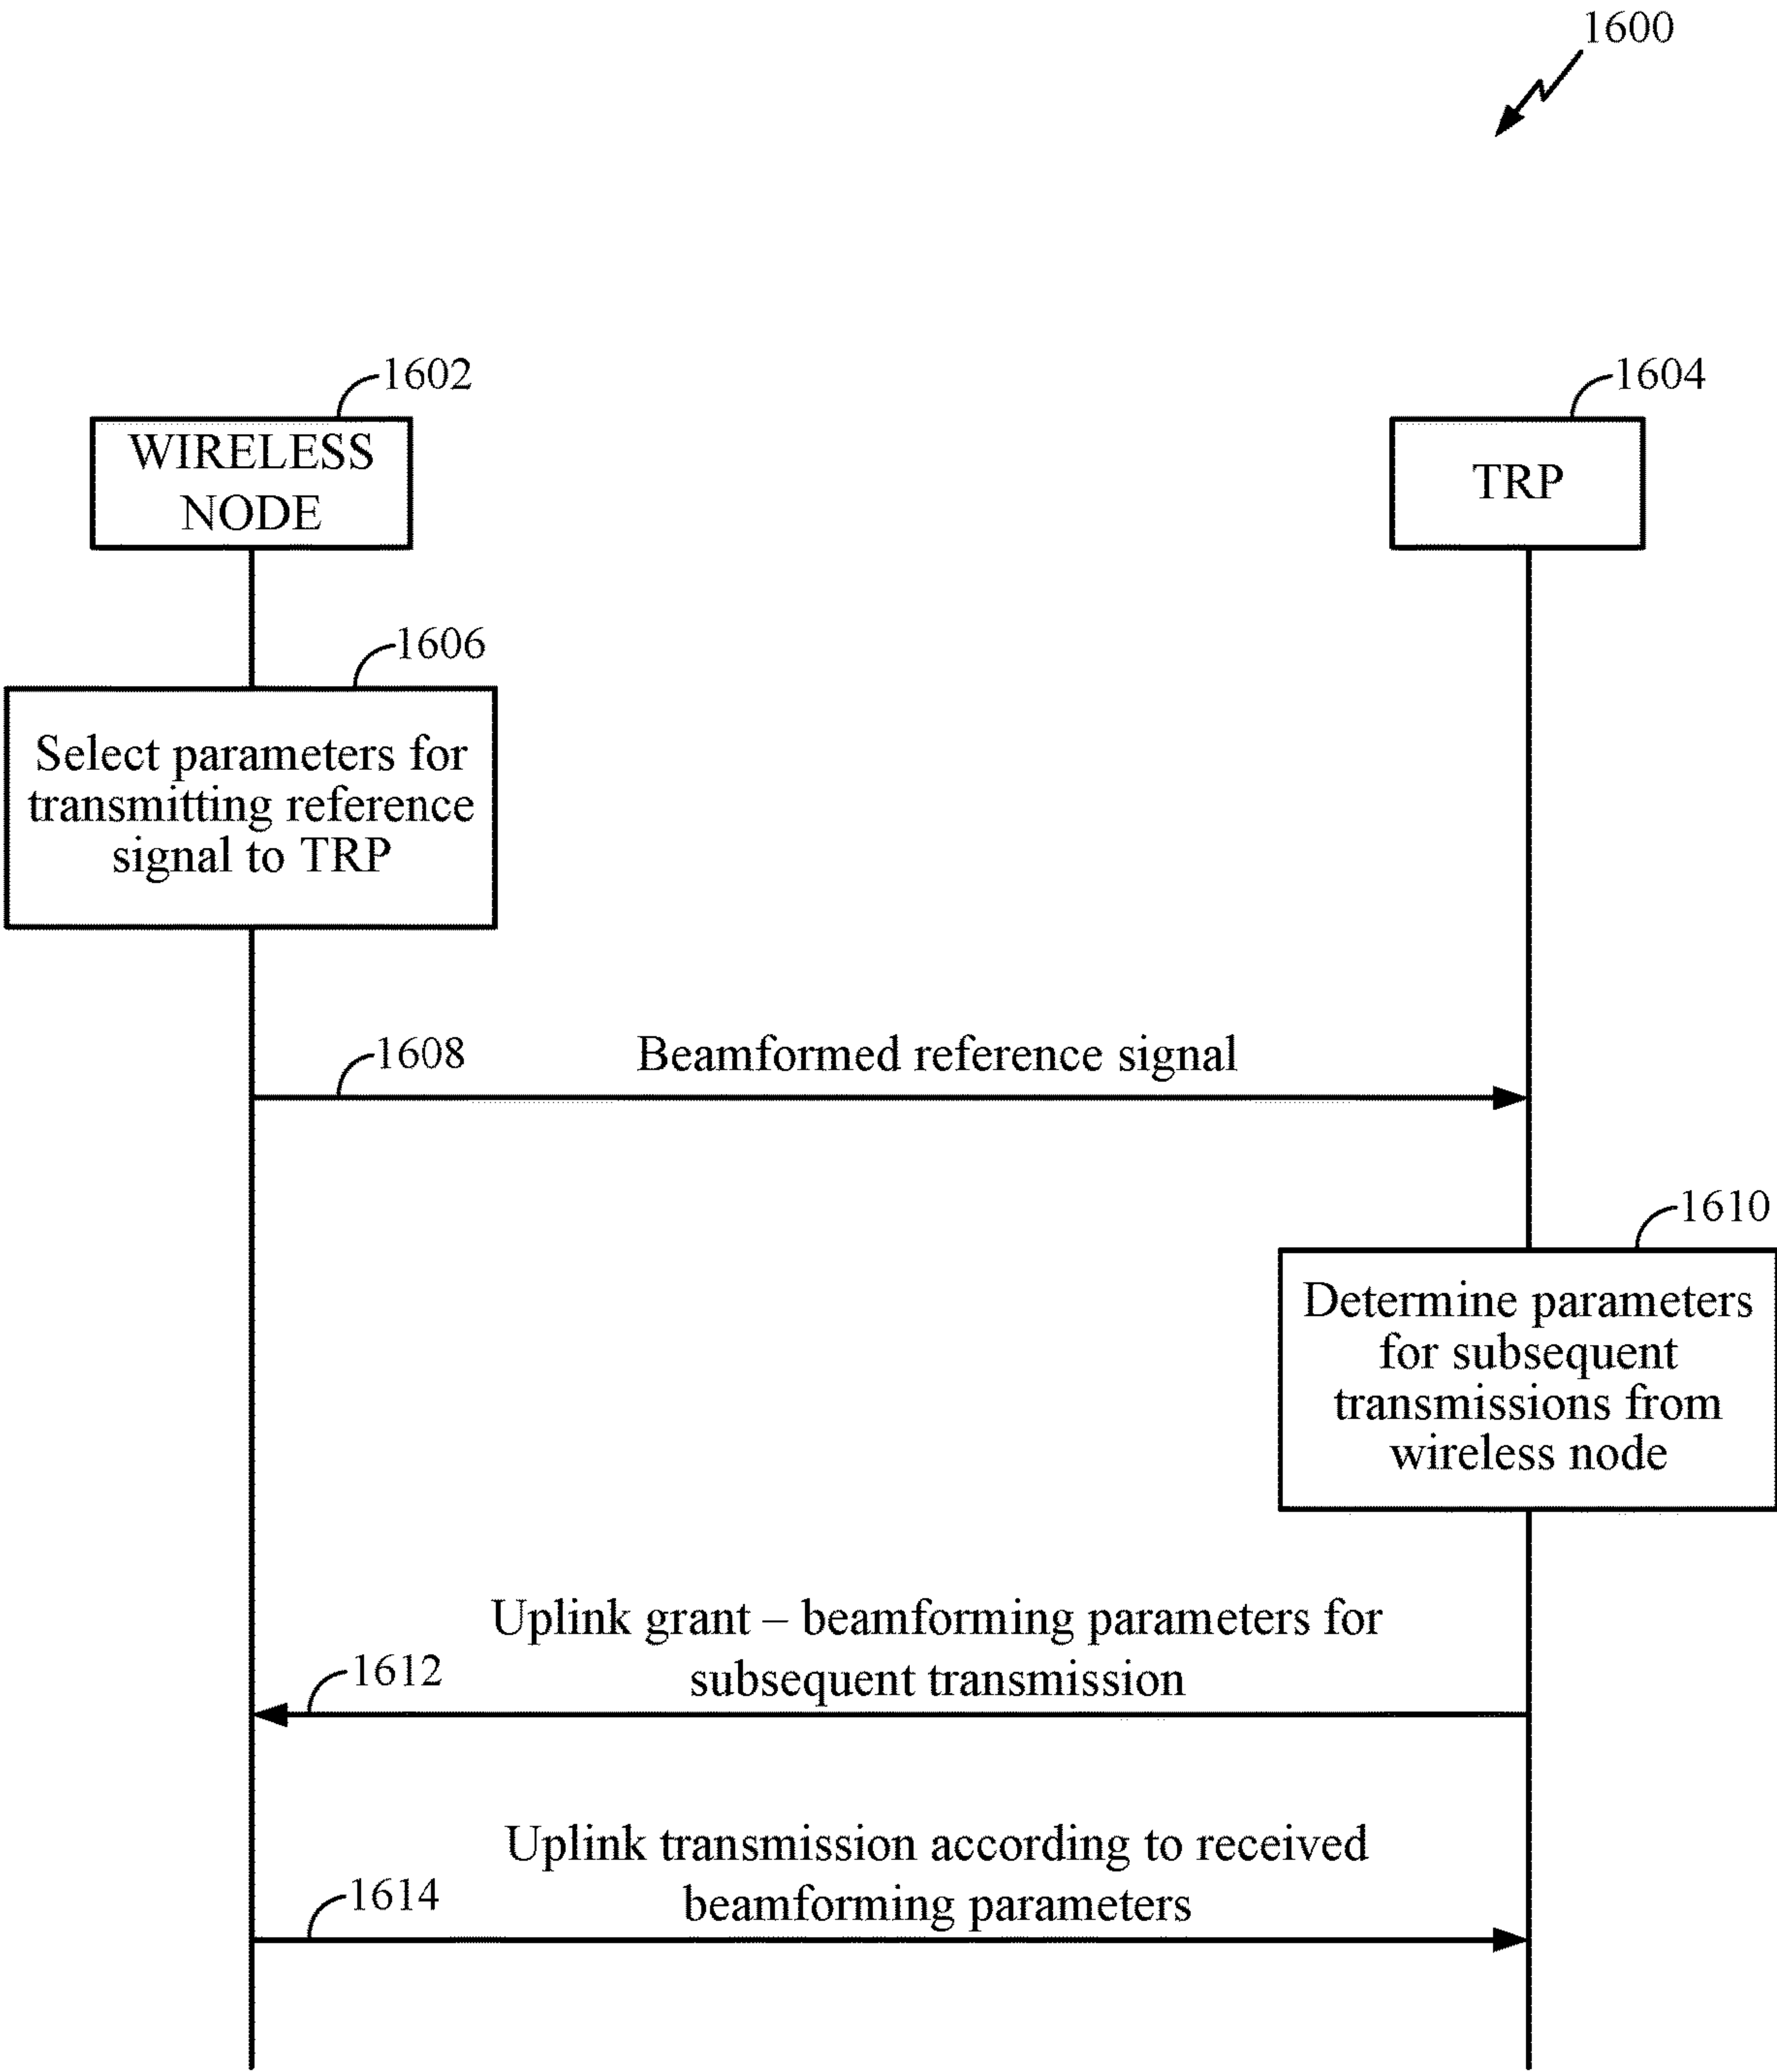 1600
1602
WIRELESS
NODE
1604
TRP
1606
Select parameters for
transmitting reference
signal to TRP
1608
Beamformed reference signal
1610
Determine parameters
for subsequent
transmissions from
wireless node
Uplink grant – beamforming parameters for
subsequent transmission
1612
Uplink transmission according to received
beamforming parameters
1614